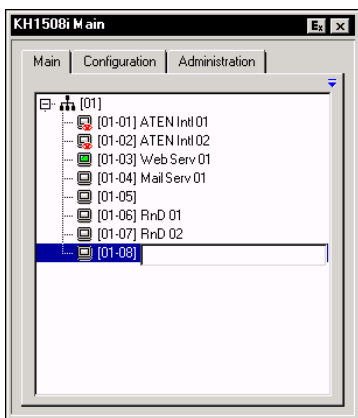 KH1508i Main
Ex
Main Configuration Administration
[01]
[01-01] ATEN Intl 01
[01-02] ATEN Intl 02
[01-03] Web Serv 01
[01-04] Mail Serv 01
[01-05]
[01-06] RnD 01
[01-07] RnD 02
[01-08]